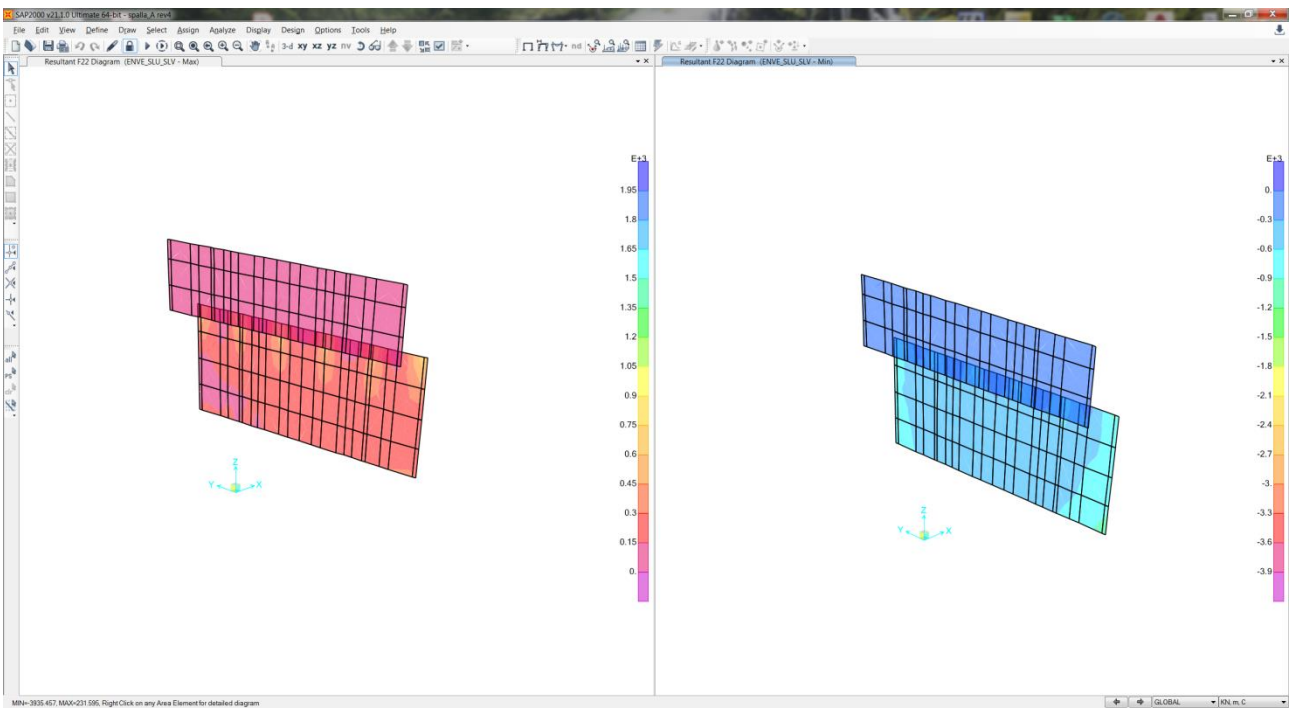 SAP2000 v21.1.0 Ultimate 64-bit - spalla_A rev4
File Edit View Define Draw Select Assign Analyze Display Design Options Tools Help
3-d xy xz yz nv nd
Resultant F22 Diagram (ENVE_SLU_SLV - Max)
Resultant F22 Diagram (ENVE_SLU_SLV - Min)
E+3
1.95
1.8
1.65
1.5
1.35
1.2
1.05
0.9
0.75
0.6
0.45
0.3
0.15
0.
Z
Y X
E+3
0.
-0.3
-0.6
-0.9
-1.2
-1.5
-1.8
-2.1
-2.4
-2.7
-3.
-3.3
-3.6
-3.9
Z
Y X
MIN=-3935.457, MAX=231.595, Right Click on any Area Element for detailed diagram
GLOBAL
KN, m, C